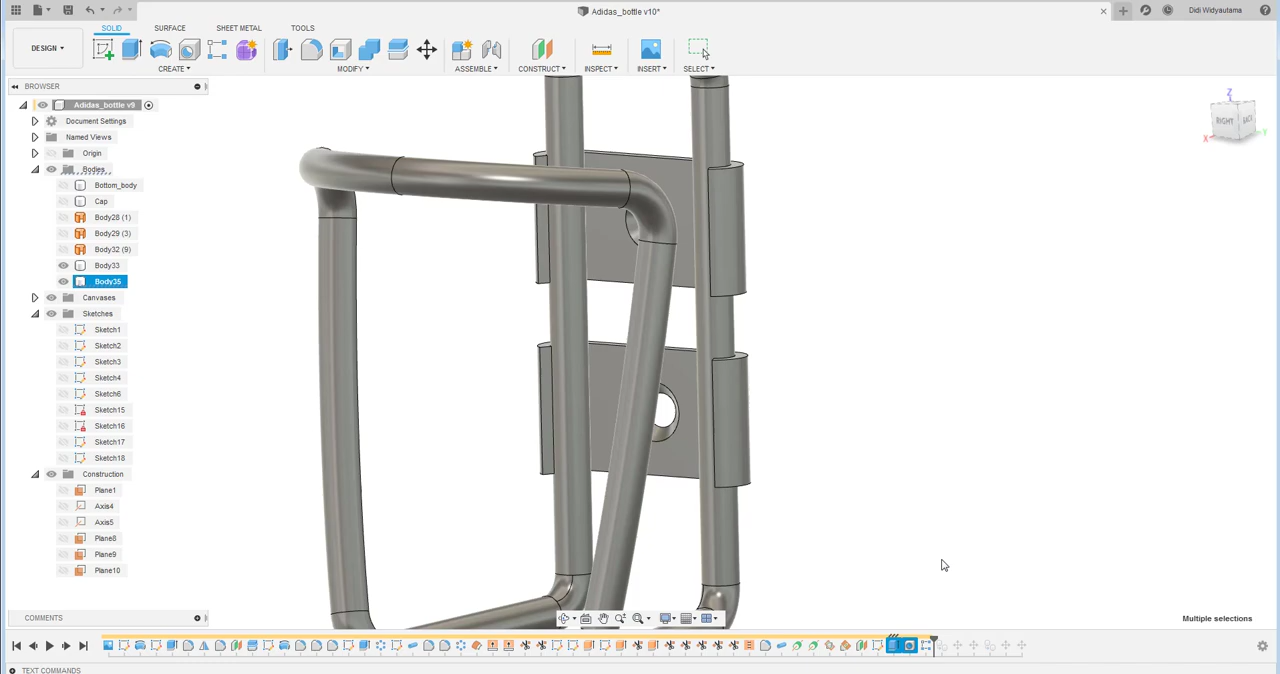 Adidas_bottle v10*
Didi Widyautama
DESIGN
SOLID
SURFACE
SHEET METAL
TOOLS
CREATE
MODIFY
ASSEMBLE
CONSTRUCT
INSPECT
INSERT
SELECT
BROWSER
Adidas_bottle v9
Document Settings
Named Views
Origin
Bodies
Bottom_body
Cap
Body28 (1)
Body29 (3)
Body32 (9)
Body33
Body35
Canvases
Sketches
Sketch1
Sketch2
Sketch3
Sketch4
Sketch6
Sketch15
Sketch16
Sketch17
Sketch18
Construction
Plane1
Axis4
Axis5
Plane8
Plane9
Plane10
Z
RIGHT
BACK
X
Y
COMMENTS
Multiple selections
TEXT COMMANDS